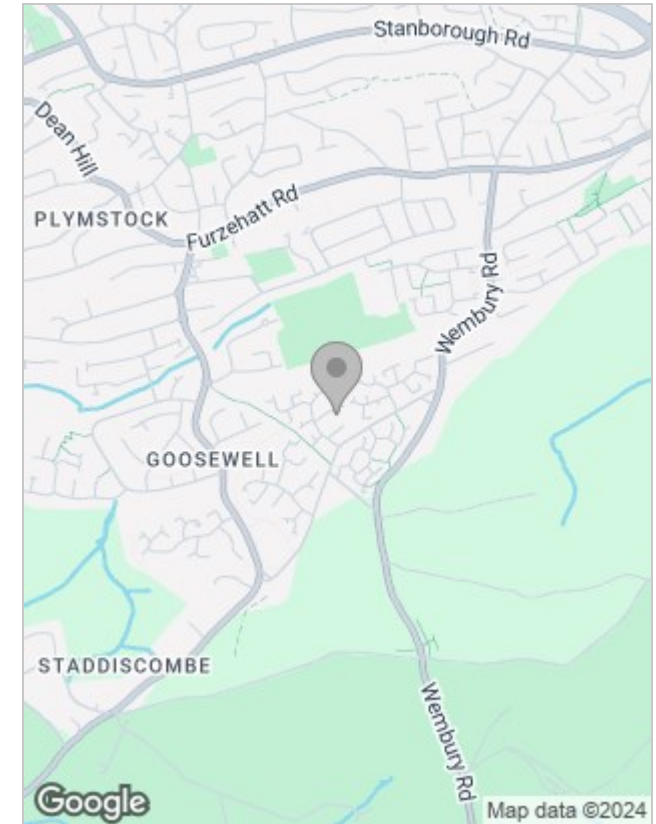 Stanborough Rd
Dean Hill
Furzehatt Rd
PLYMSTOCK
Wembury Rd
GOOSEWELL
STADDISCOMBE
Wembury Rd
Google
Map data ©2024